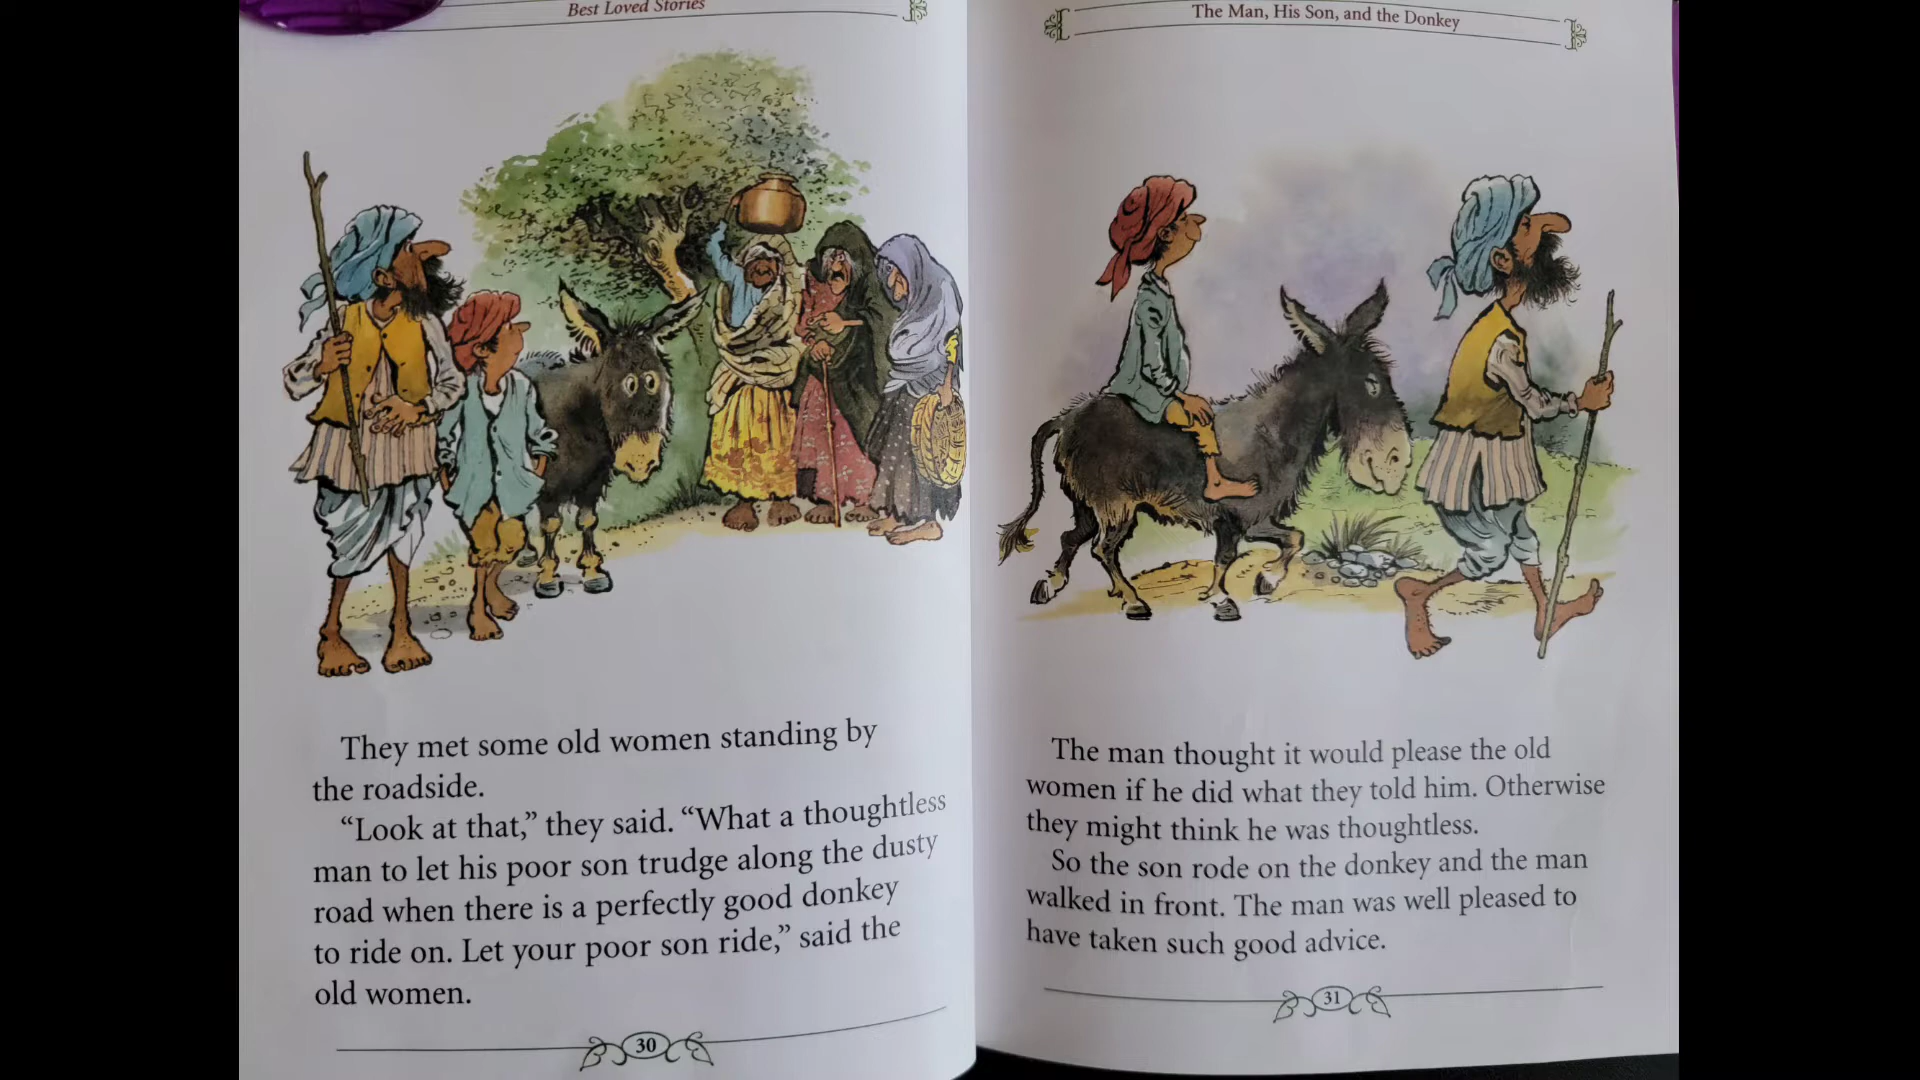 Best Loved Stories
They met some old women standing by
the roadside.
“Look at that,” they said. “What a thoughtless
man to let his poor son trudge along the dusty
road when there is a perfectly good donkey
to ride on. Let your poor son ride,” said the
old women.
30
The Man, His Son, and the Donkey
The man thought it would please the old
women if he did what they told him. Otherwise
they might think he was thoughtless.
So the son rode on the donkey and the man
walked in front. The man was well pleased to
have taken such good advice.
31